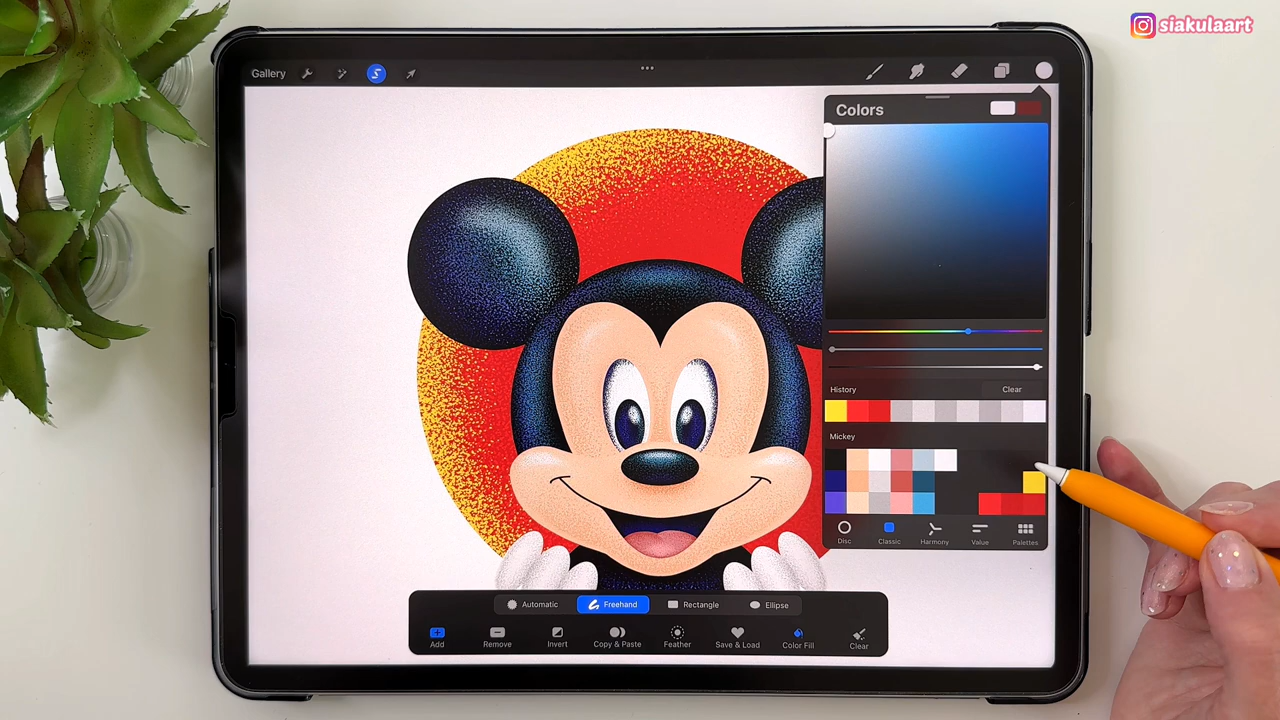 siakulaart
Gallery
Colors
History
Clear
Mickey
Disc
Classic
Harmony
Value
Palettes
Automatic
Freehand
Rectangle
Ellipse
Add
Remove
Invert
Copy & Paste
Feather
Save & Load
Color Fill
Clear